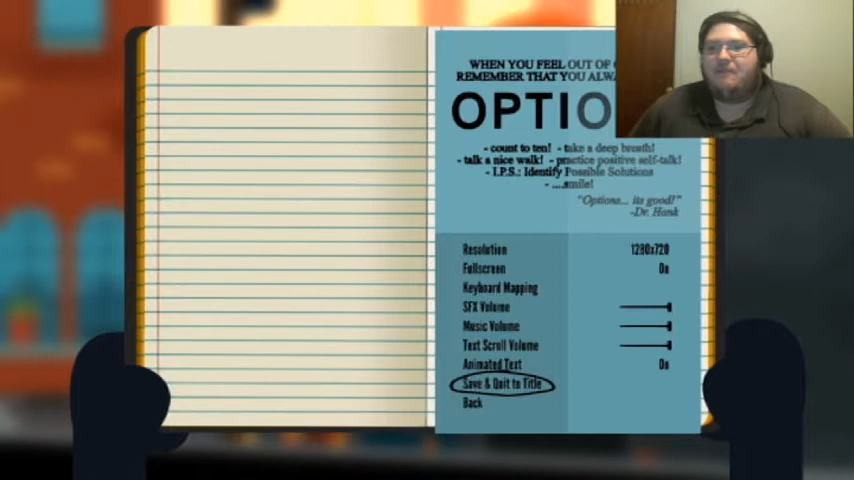 WHEN YOU FEEL OUT OF
REMEMBER THAT YOU
OPTIO
- count to ten! - take a deep breath!
- talk a nice walk! - practice positive self-talk!
- I.P.S.: Identify Possible Solutions
- ....smile!
"Options... its good!"
-Dr. Hank
Resolution 1280x720
Fullscreen On
Keyboard Mapping
SFX Volume
Music Volume
Text Scroll Volume
Animated Text On
Save & Quit to Title
Back